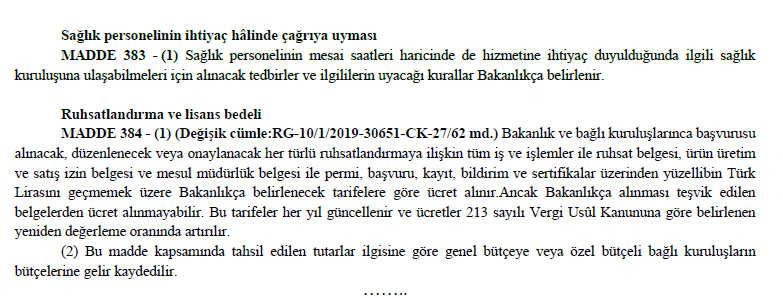 Sağlık personelinin ihtiyaç hâlinde çağrıya uyması
MADDE 383 - (1) Sağlık personelinin mesai saatleri haricinde de hizmetine ihtiyaç duyulduğunda ilgili sağlık
kuruluşuna ulaşabilmeleri için alınacak tedbirler ve ilgililerin uyacağı kurallar Bakanlıkça belirlenir.
Ruhsatlandırma ve lisans bedeli
MADDE 384 - (1) (Değişik cümle:RG-10/1/2019-30651-CK-27/62 md.) Bakanlık ve bağlı kuruluşlarınca başvurusu
alınacak, düzenlenecek veya onaylanacak her türlü ruhsatlandırmaya ilişkin tüm iş ve işlemler ile ruhsat belgesi, ürün üretim
ve satış izin belgesi ve mesul müdürlük belgesi ile permi, başvuru, kayıt, bildirim ve sertifikalar üzerinden yüzellibin Türk
Lirasını geçmemek üzere Bakanlıkça belirlenecek tarifelere göre ücret alınır.Ancak Bakanlıkça alınması teşvik edilen
belgelerden ücret alınmayabilir. Bu tarifeler her yıl güncellenir ve ücretler 213 sayılı Vergi Usûl Kanununa göre belirlenen
yeniden değerleme oranında artırılır.
(2) Bu madde kapsamında tahsil edilen tutarlar ilgisine göre genel bütçeye veya özel bütçeli bağlı kuruluşların
bütçelerine gelir kaydedilir.
........